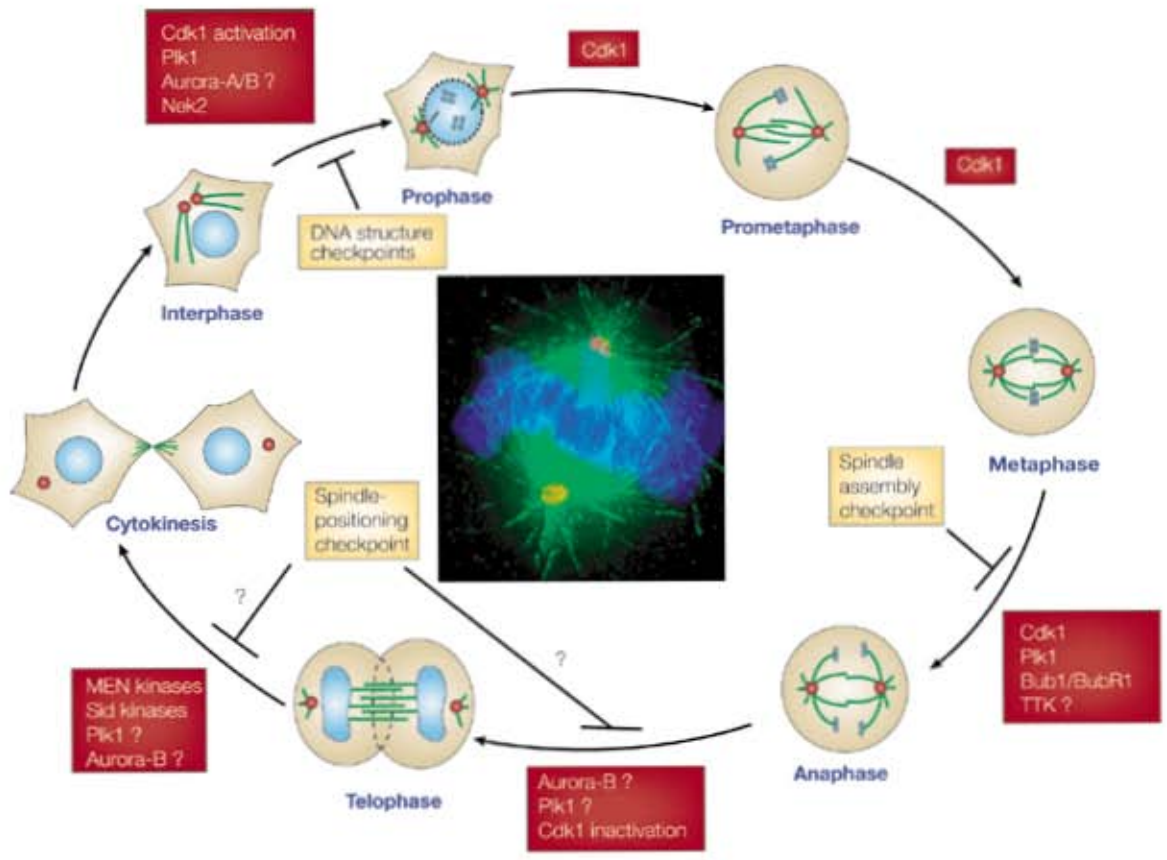 Cdk1 activation
Plk1
Aurora-A/B ?
Nek2
Cdk1
Cdk1
Prophase
Prometaphase
DNA structure
checkpoints
Interphase
Metaphase
Spindle
assembly
checkpoint
Spindle-
positioning
checkpoint
Cytokinesis
?
?
Cdk1
Plk1
Bub1/BubR1
TTK ?
MEN kinases
Sid kinases
Plk1 ?
Aurora-B ?
Anaphase
Telophase
Aurora-B ?
Plk1 ?
Cdk1 inactivation